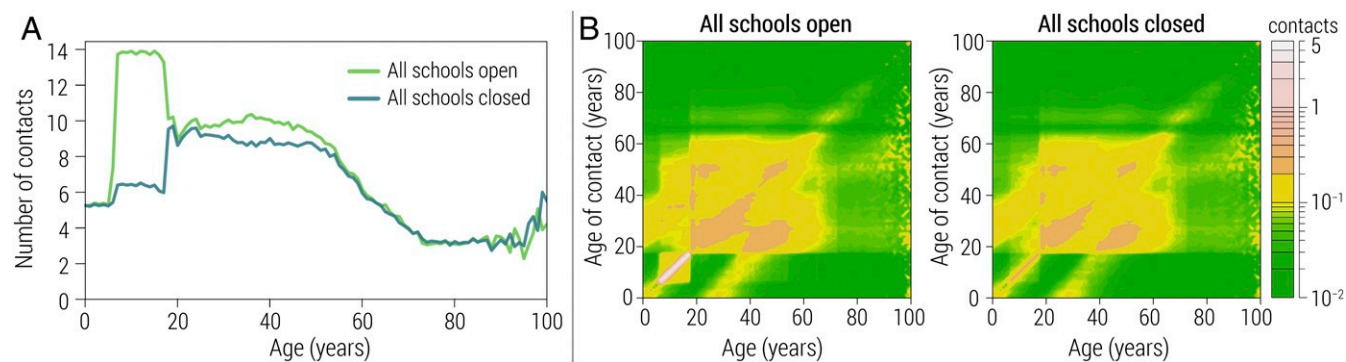 A
Number of contacts
14
12
10
8
6
4
2
0
0 20 40 60 80 100
Age (years)
All schools open
All schools closed
B
All schools open
Age of contact (years)
100
80
60
40
20
0
0 20 40 60 80 100
Age (years)
All schools closed
Age of contact (years)
100
80
60
40
20
0
0 20 40 60 80 100
Age (years)
contacts
5
1
10⁻¹
10⁻²